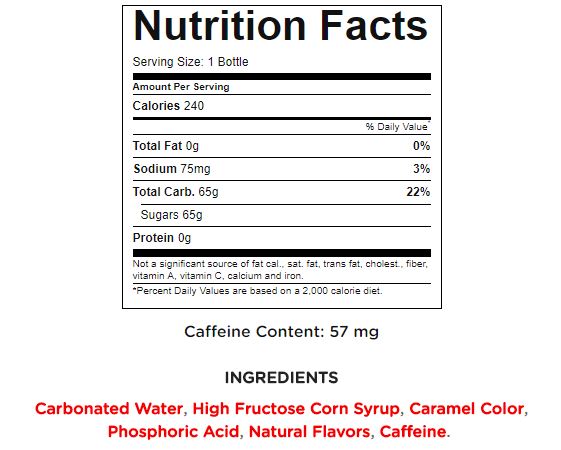 Nutrition Facts
Serving Size: 1 Bottle
Amount Per Serving
Calories 240
% Daily Value*
Total Fat 0g 0%
Sodium 75mg 3%
Total Carb. 65g 22%
Sugars 65g
Protein 0g
Not a significant source of fat cal., sat. fat, trans fat, cholest., fiber,
vitamin A, vitamin C, calcium and iron.
*Percent Daily Values are based on a 2,000 calorie diet.
Caffeine Content: 57 mg
INGREDIENTS
Carbonated Water, High Fructose Corn Syrup, Caramel Color,
Phosphoric Acid, Natural Flavors, Caffeine.